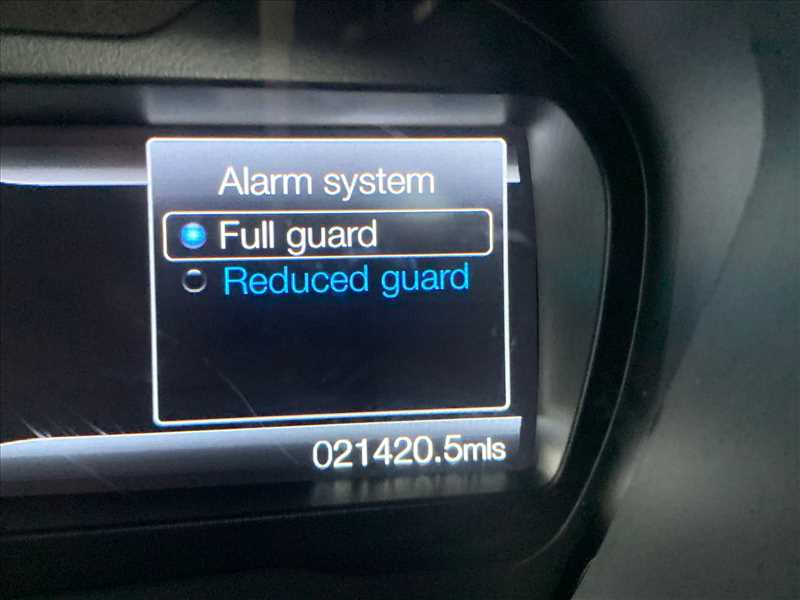 Alarm system
Full guard
Reduced guard
021420.5mls